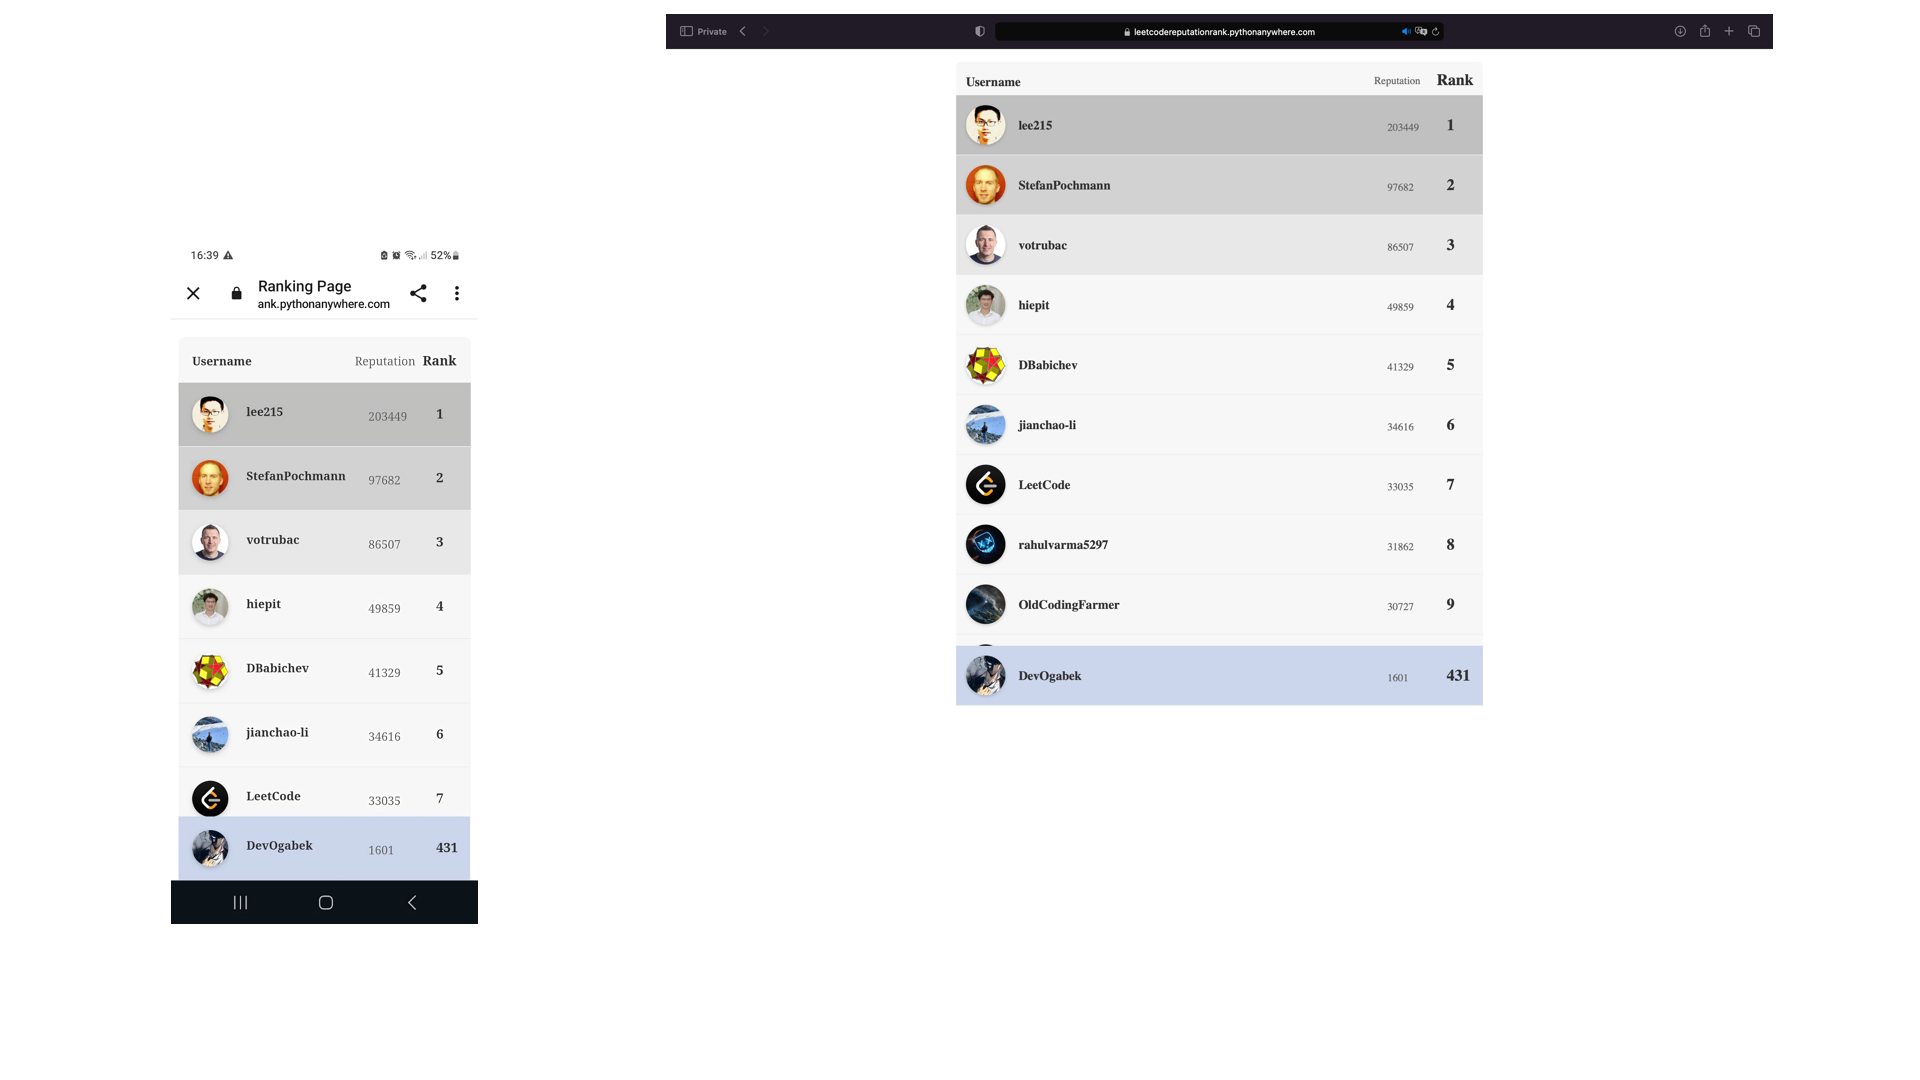 16:39 52%
Ranking Page
ank.pythonanywhere.com
Username Reputation Rank
lee215 203449 1
StefanPochmann 97682 2
votrubac 86507 3
hiepit 49859 4
DBabichev 41329 5
jianchao-li 34616 6
LeetCode 33035 7
DevOgabek 1601 431
Private leetcodereputationrank.pythonanywhere.com
Username Reputation Rank
lee215 203449 1
StefanPochmann 97682 2
votrubac 86507 3
hiepit 49859 4
DBabichev 41329 5
jianchao-li 34616 6
LeetCode 33035 7
rahulvarma5297 31862 8
OldCodingFarmer 30727 9
DevOgabek 1601 431